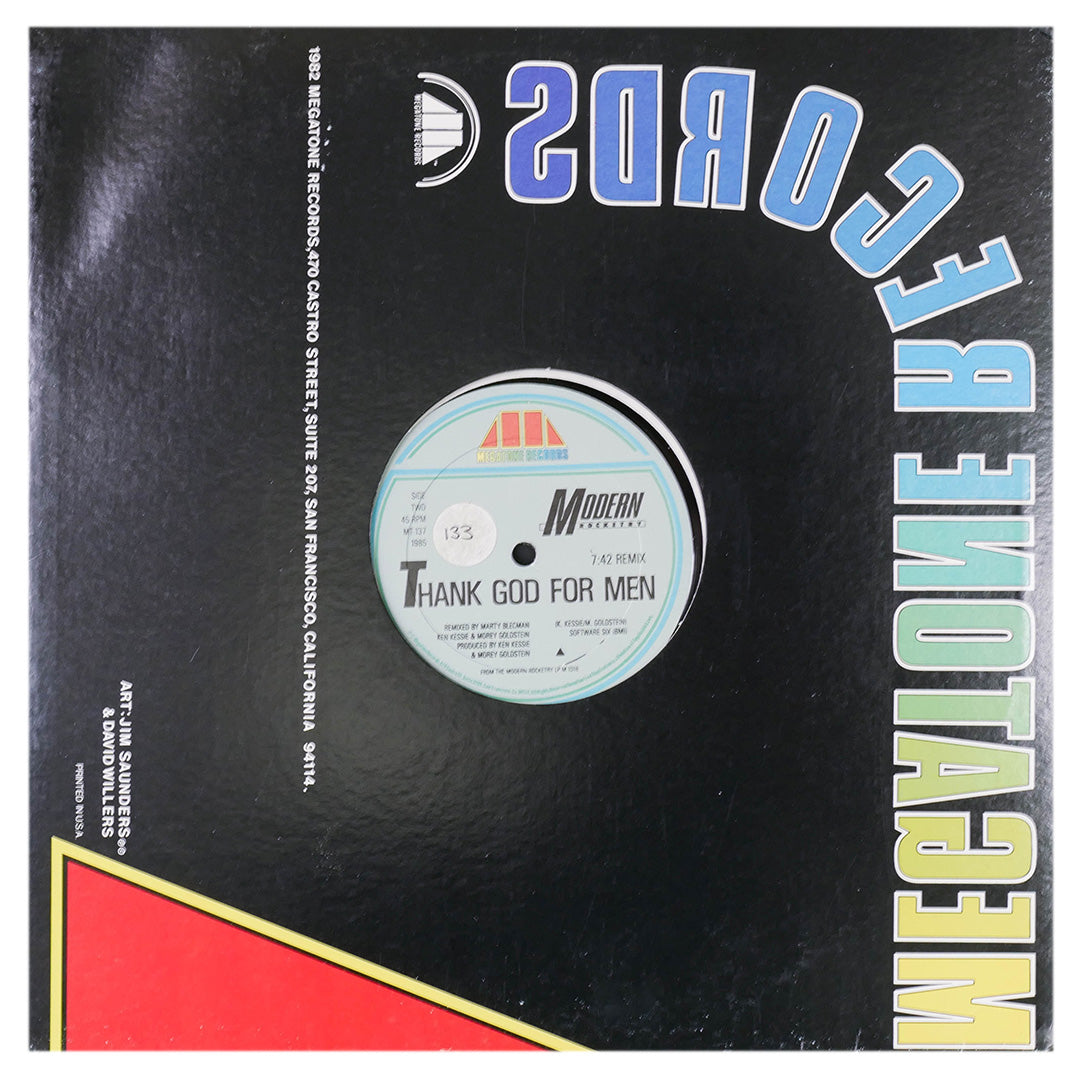 MEGATONE RECORDS
MEGATONE RECORDS
1982 MEGATONE RECORDS, 470 CASTRO STREET, SUITE 207, SAN FRANCISCO, CALIFORNIA 94114.
ART: JIM SAUNDERS
& DAVID WILLERS
PRINTED IN U.S.A.
MEGATONE RECORDS
SIDE
TWO
45 RPM
MT 137
1985
133
MODERN
ROCKETRY
7:42 REMIX
THANK GOD FOR MEN
REMIXED BY MARTY BLECMAN
KEN KESSIE & MOREY GOLDSTEIN
PRODUCED BY KEN KESSIE
& MOREY GOLDSTEIN
(K. KESSIE/M. GOLDSTEIN)
SOFTWARE SIX (BMI)
FROM THE MODERN ROCKETRY LP M 1016